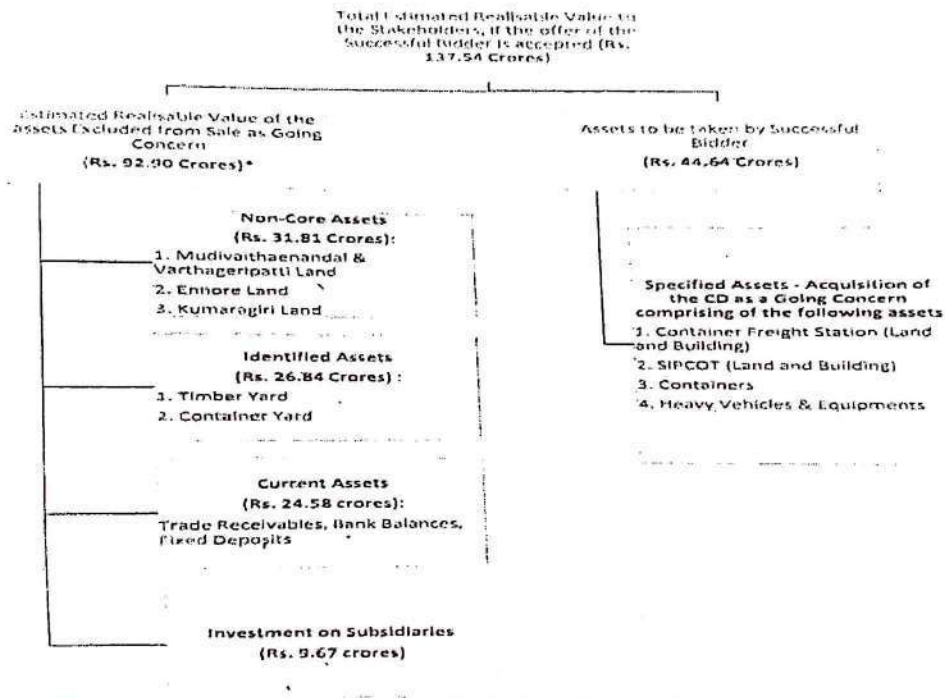 Total Estimated Realisable Value to
the Stakeholders, if the offer of the
Successful Bidder is accepted (Rs.
137.54 Crores)
Estimated Realisable Value of the
assets Excluded from Sale as Going
Concern
(Rs. 92.90 Crores)*
Non-Core Assets
(Rs. 31.81 Crores):
1. Mudivaithaenandal &
Varthageripatti Land
2. Ennore Land
3. Kumaragiri Land
Identified Assets
(Rs. 26.84 Crores) :
1. Timber Yard
2. Container Yard
Current Assets
(Rs. 24.58 crores):
Trade Receivables, Bank Balances,
Fixed Deposits
Investment on Subsidiaries
(Rs. 9.67 crores)
Assets to be taken by Successful
Bidder
(Rs. 44.64 Crores)
Specified Assets - Acquisition of
the CD as a Going Concern
comprising of the following assets
1. Container Freight Station (Land
and Building)
2. SIPCOT (Land and Building)
3. Containers
4. Heavy Vehicles & Equipments